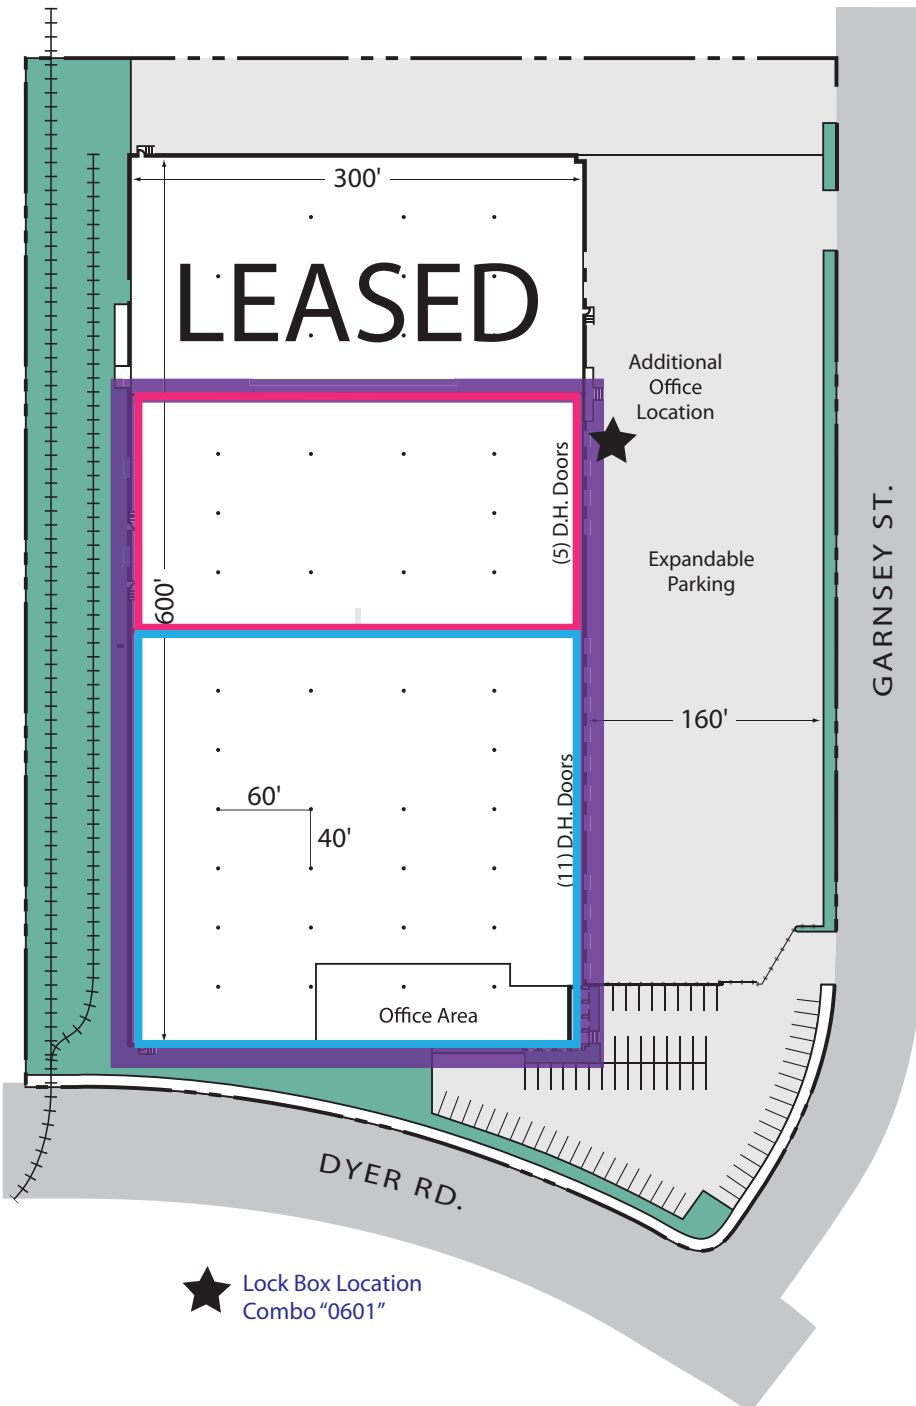 300'
LEASED
Additional
Office
Location
(5) D.H. Doors
Expandable
Parking
600'
GARNSEY ST.
160'
60'
40'
(11) D.H. Doors
Office Area
DYER RD.
Lock Box Location
Combo “0601”